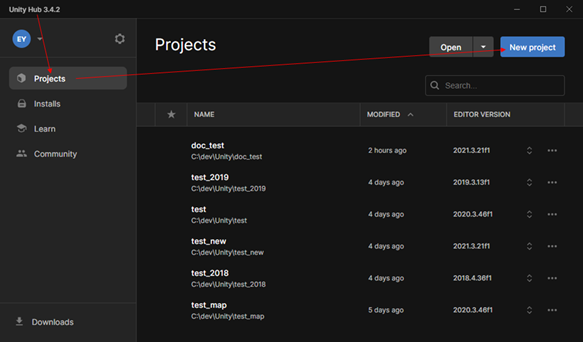 Unity Hub 3.4.2
EY
Projects
Installs
Learn
Community
Downloads
Projects
Open
New project
Search...
NAME MODIFIED EDITOR VERSION
doc_test 2 hours ago 2021.3.21f1
C:\dev\Unity\doc_test
test_2019 4 days ago 2019.3.13f1
C:\dev\Unity\test_2019
test 4 days ago 2020.3.46f1
C:\dev\Unity\test
test_new 4 days ago 2021.3.21f1
C:\dev\Unity\test_new
test_2018 4 days ago 2018.4.36f1
C:\dev\Unity\test_2018
test_map 5 days ago 2020.3.46f1
C:\dev\Unity\test_map